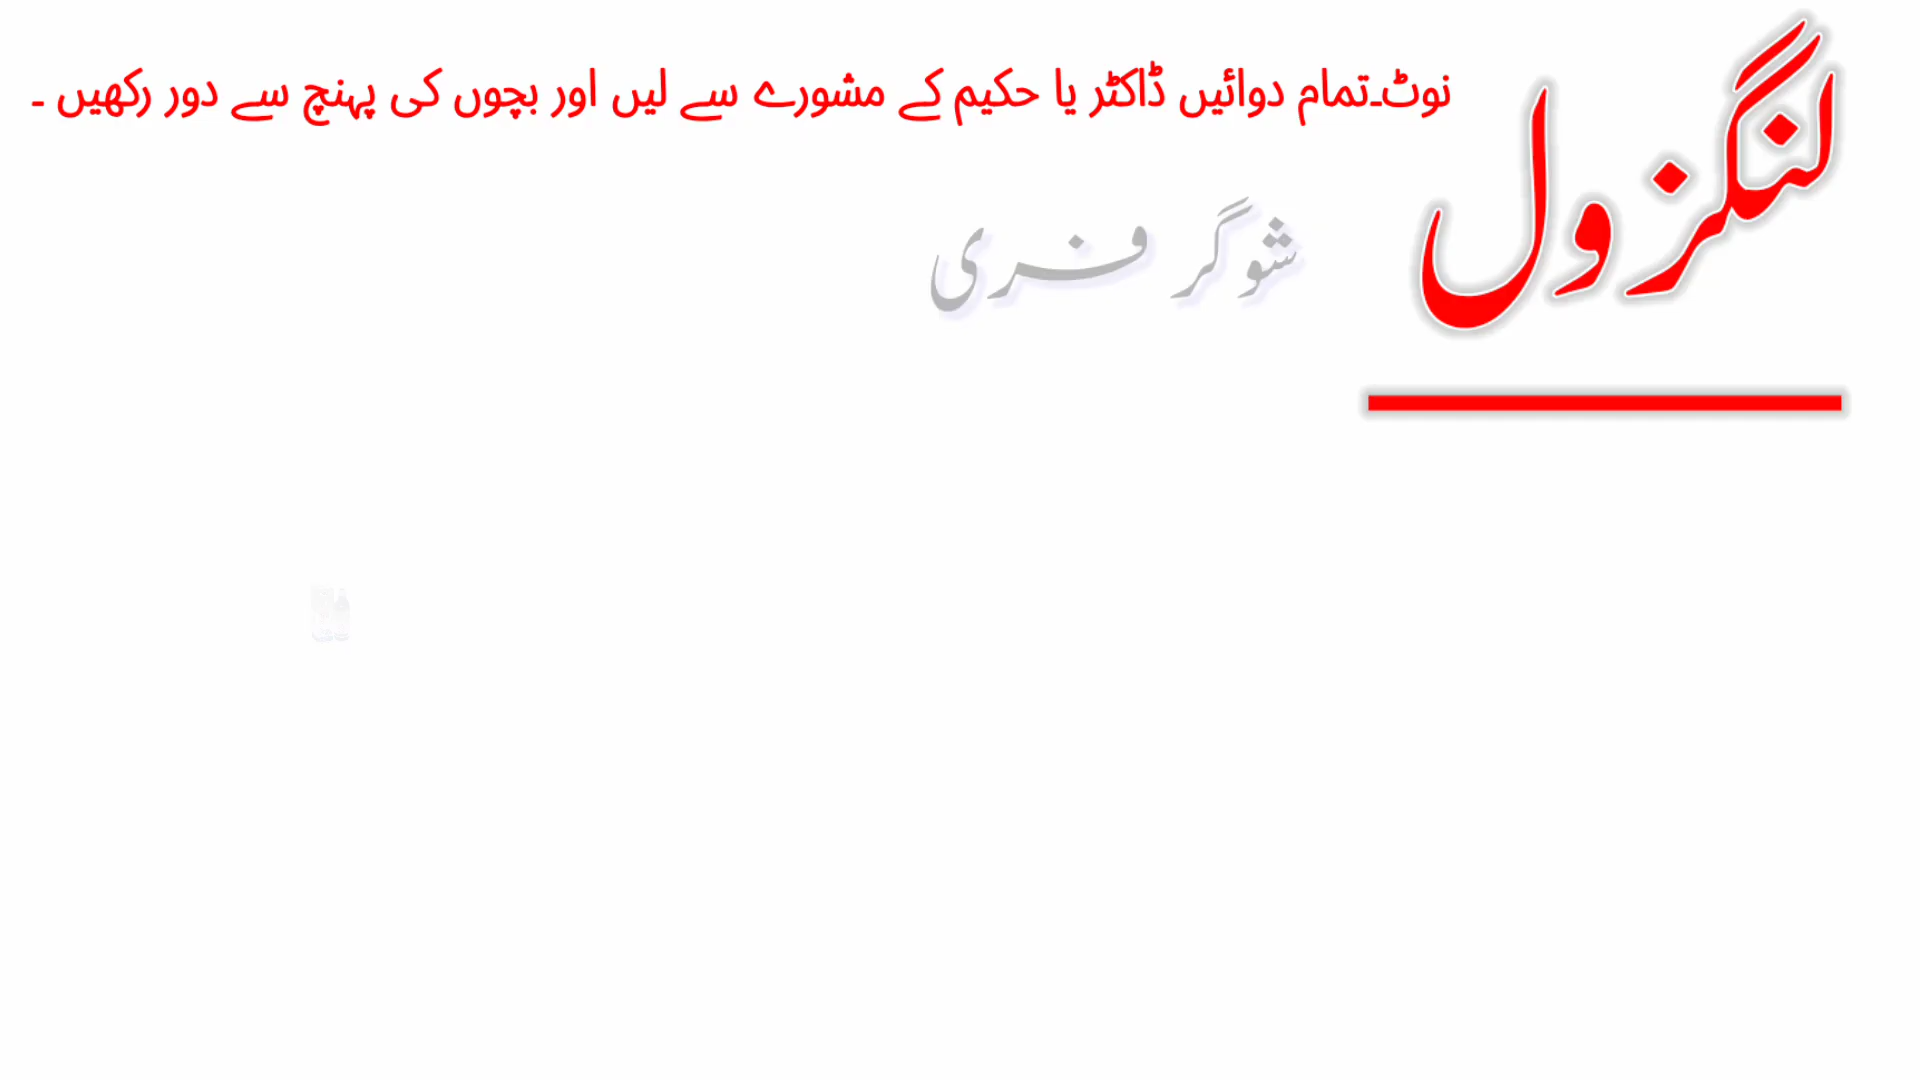 نوٹ۔تمام دوائیں ڈاکٹر یا حکیم کے مشورے سے لیں اور بچوں کی پہنچ سے دور رکھیں ۔
لنگزول
شوگر فری